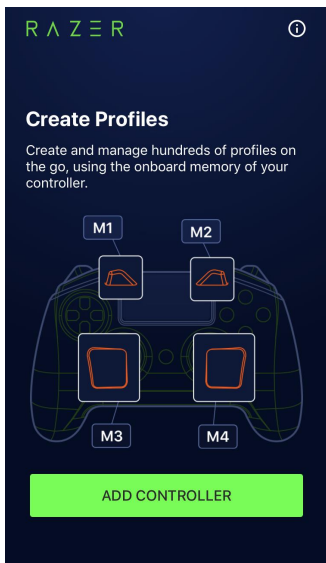 RAZER
Create Profiles
Create and manage hundreds of profiles on
the go, using the onboard memory of your
controller.
M1
M2
M3
M4
ADD CONTROLLER